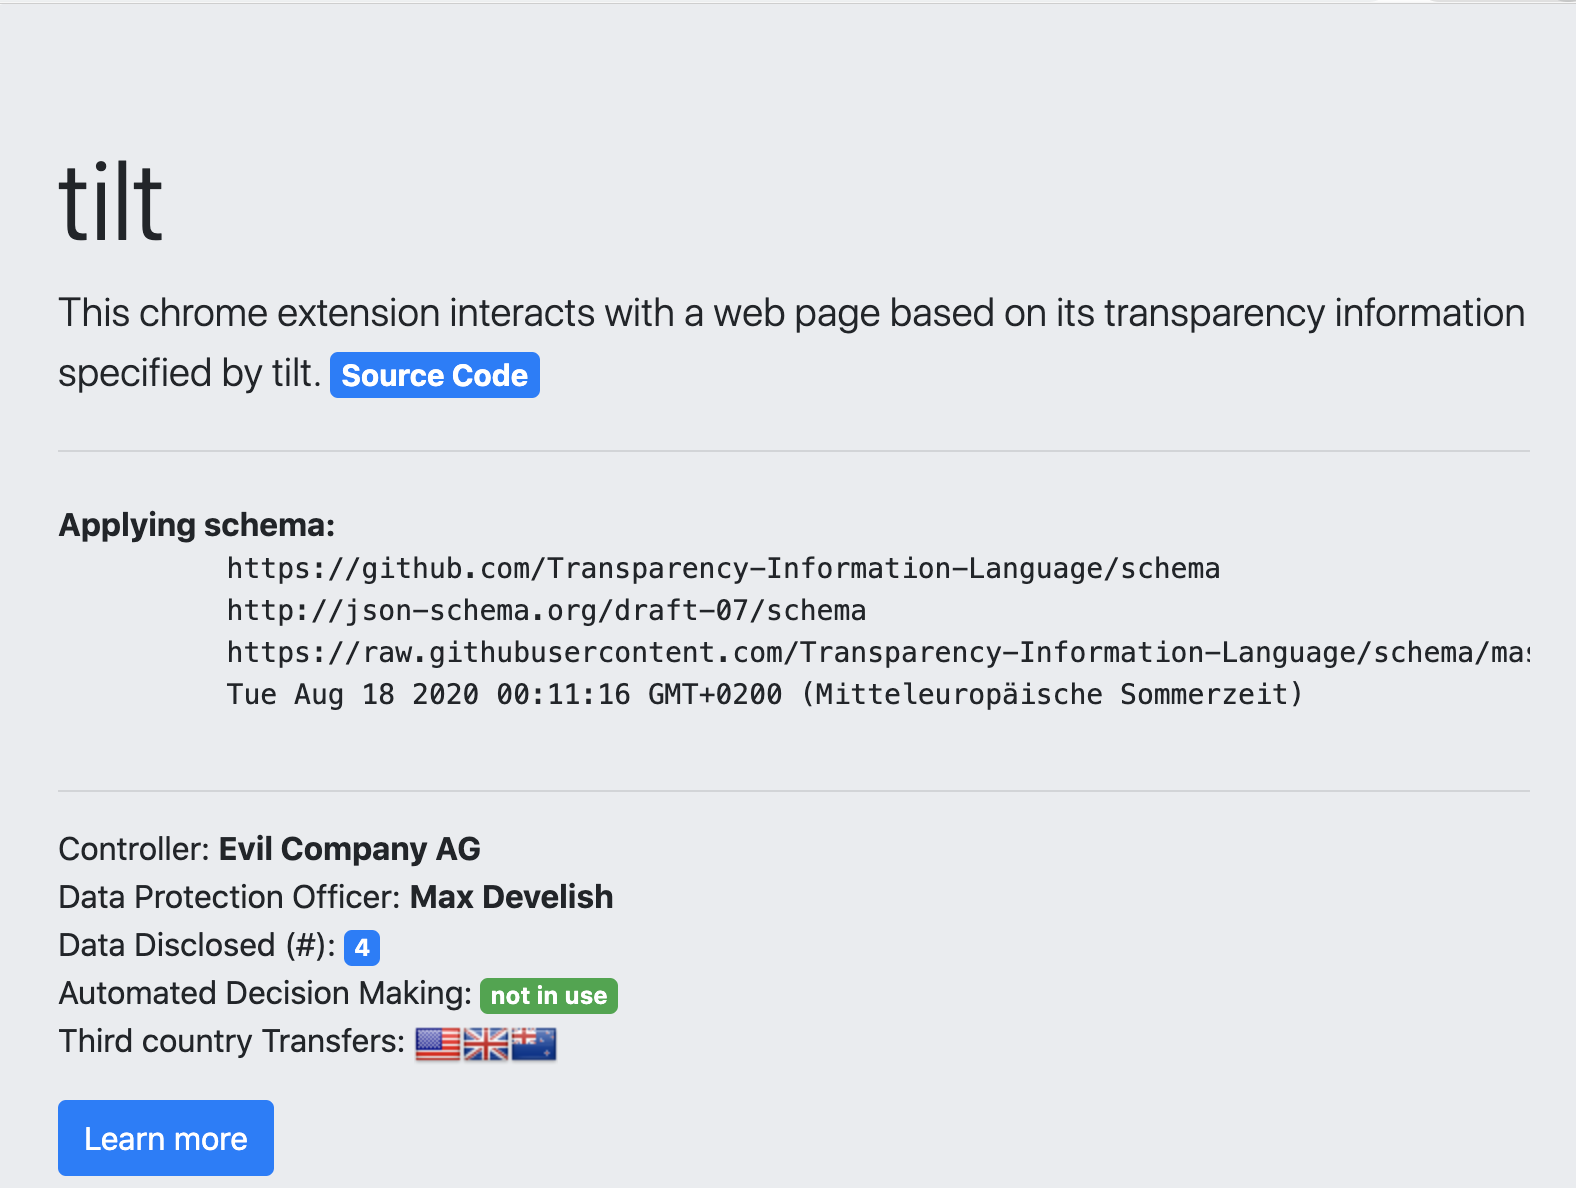 tilt
This chrome extension interacts with a web page based on its transparency information
specified by tilt. Source Code
Applying schema:
https://github.com/Transparency-Information-Language/schema
http://json-schema.org/draft-07/schema
https://raw.githubusercontent.com/Transparency-Information-Language/schema/mas
Tue Aug 18 2020 00:11:16 GMT+0200 (Mitteleuropäische Sommerzeit)
Controller: Evil Company AG
Data Protection Officer: Max Develish
Data Disclosed (#): 4
Automated Decision Making: not in use
Third country Transfers:
Learn more